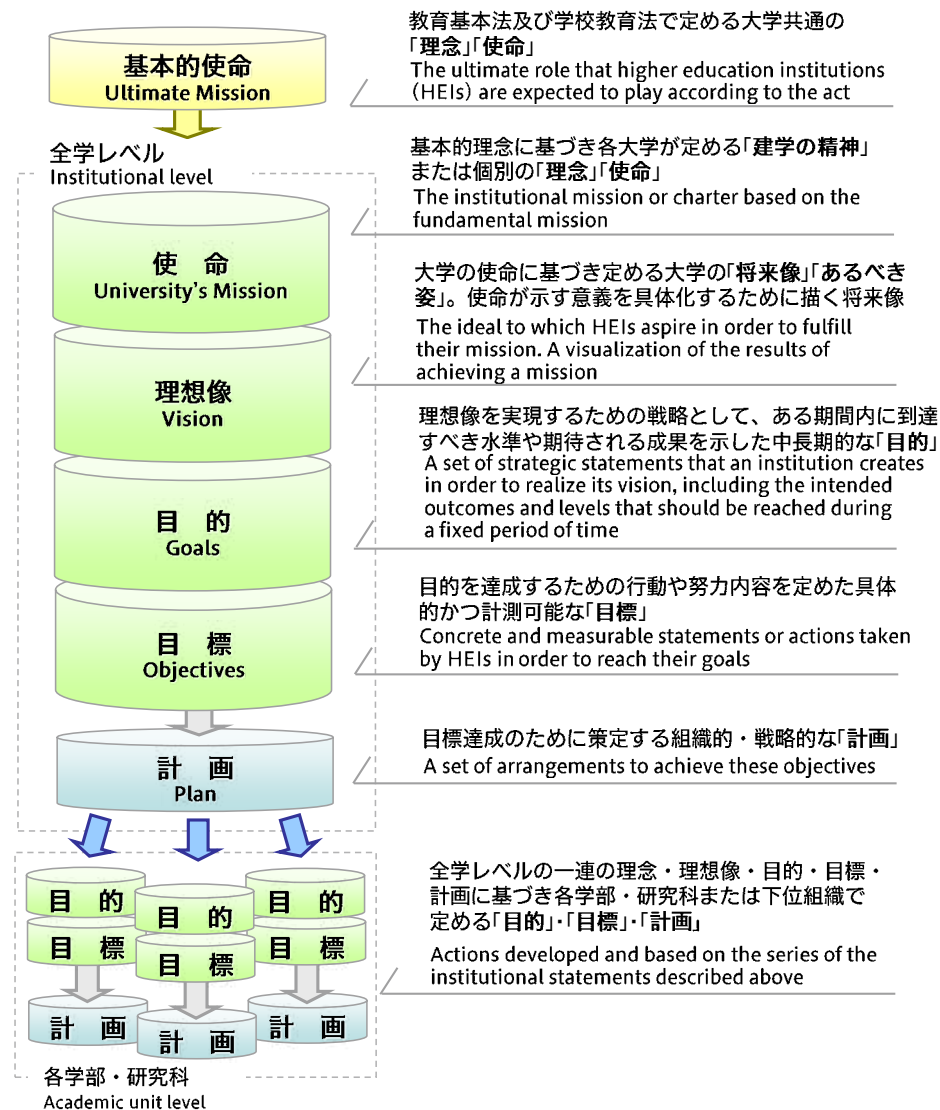 基本的使命
Ultimate Mission
教育基本法及び学校教育法で定める大学共通の
「理念」「使命」
The ultimate role that higher education institutions
(HEIs) are expected to play according to the act
全学レベル
Institutional level
基本的理念に基づき各大学が定める「建学の精神」
または個別の「理念」「使命」
The institutional mission or charter based on the
fundamental mission
使 命
University's Mission
大学の使命に基づき定める大学の「将来像」「あるべき
姿」。使命が示す意義を具体化するために描く将来像
The ideal to which HEIs aspire in order to fulfill
their mission. A visualization of the results of
achieving a mission
理想像
Vision
理想像を実現するための戦略として、ある期間内に到達
すべき水準や期待される成果を示した中長期的な「目的」
A set of strategic statements that an institution creates
in order to realize its vision, including the intended
outcomes and levels that should be reached during
a fixed period of time
目 的
Goals
目的を達成するための行動や努力内容を定めた具体
的かつ計測可能な「目標」
Concrete and measurable statements or actions taken
by HEIs in order to reach their goals
目 標
Objectives
目標達成のために策定する組織的・戦略的な「計画」
A set of arrangements to achieve these objectives
計 画
Plan
全学レベルの一連の理念・理想像・目的・目標・
計画に基づき各学部・研究科または下位組織で
定める「目的」・「目標」・「計画」
Actions developed and based on the series of the
institutional statements described above
目 的
目 標
計 画
目 的
目 標
計 画
目 的
目 標
計 画
各学部・研究科
Academic unit level